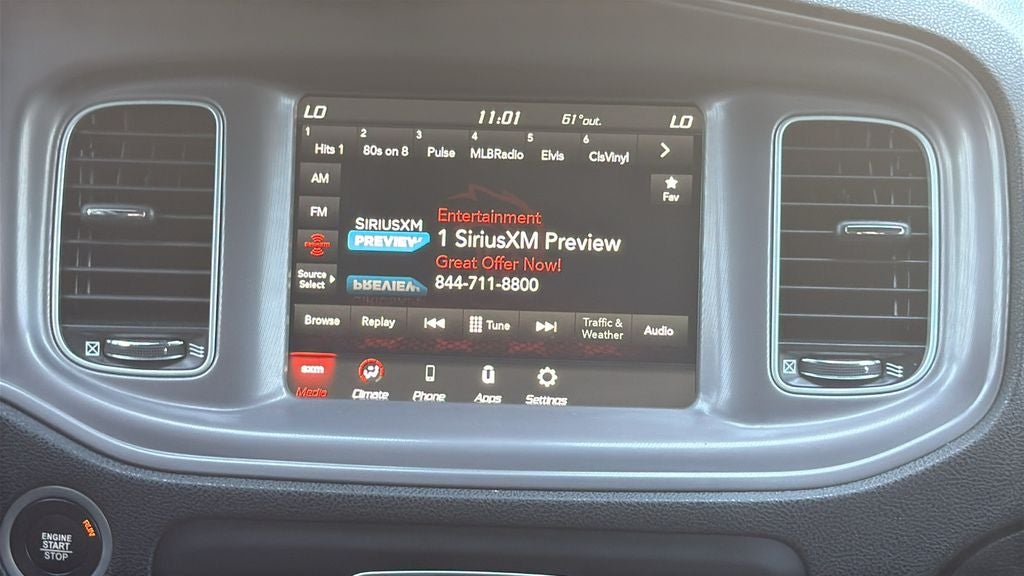 LO 11:01 61°out. LO
1 2 3 4 5 6
Hits 1 80s on 8 Pulse MLBRadio Elvis ClsVinyl
AM
FM
SiriusXM
Source
Select
Fav
SIRIUSXM
PREVIEW
Entertainment
1 SiriusXM Preview
Great Offer Now!
844-711-8800
Browse Replay Tune Traffic &
Weather Audio
sxm
Media Climate Phone Apps Settings
ENGINE
START
STOP
RUN